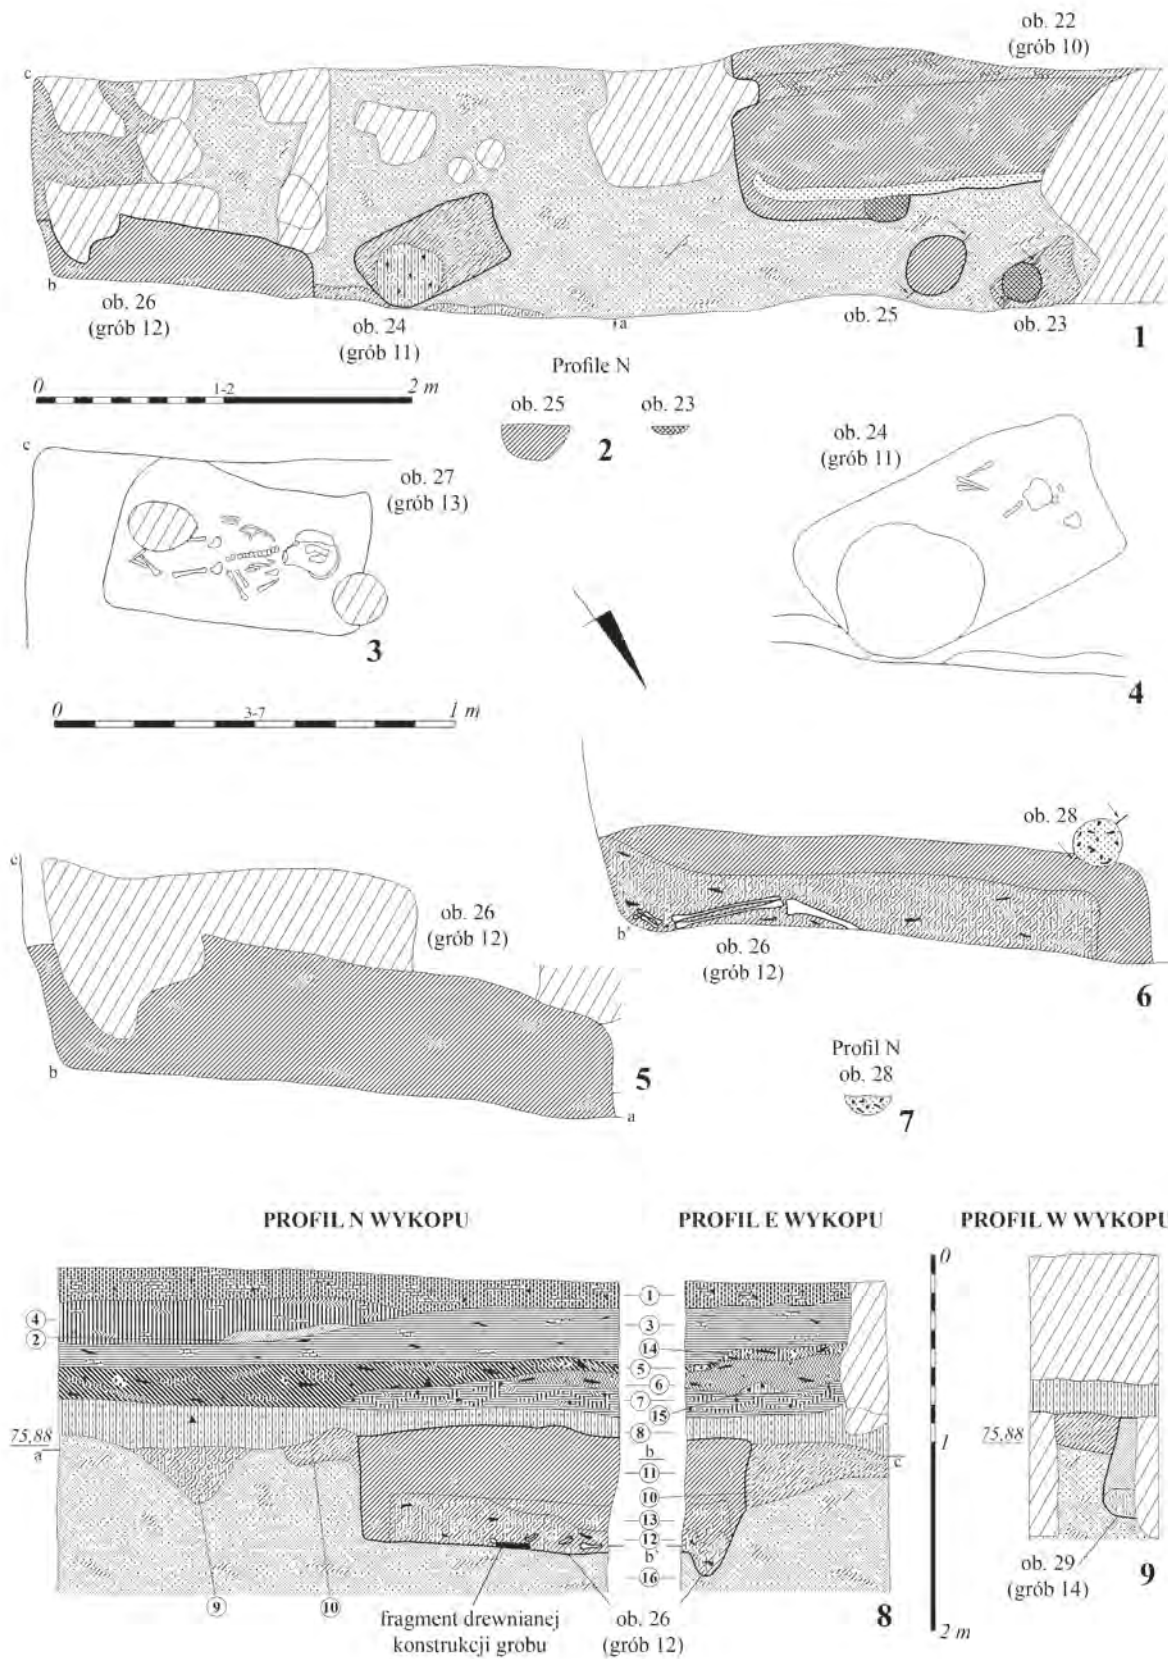 ob. 22
(grób 10)
c
b
ob. 26
(grób 12)
ob. 24
(grób 11)
a
ob. 25
ob. 23
1
0
1-2
2 m
Profile N
ob. 25
ob. 23
2
c
ob. 27
(grób 13)
3
ob. 24
(grób 11)
4
0
3-7
1 m
c
ob. 26
(grób 12)
b
a
5
ob. 28
b'
ob. 26
(grób 12)
6
Profil N
ob. 28
7
PROFIL N WYKOPU
PROFIL E WYKOPU
PROFIL W WYKOPU
0
1
4
3
2
14
5
6
7
15
8
75,88
a
b
c
11
10
13
12
b'
16
9
10
fragment drewnianej
konstrukcji grobu
ob. 26
(grób 12)
8
1
2 m
75,88
ob. 29
(grób 14)
9